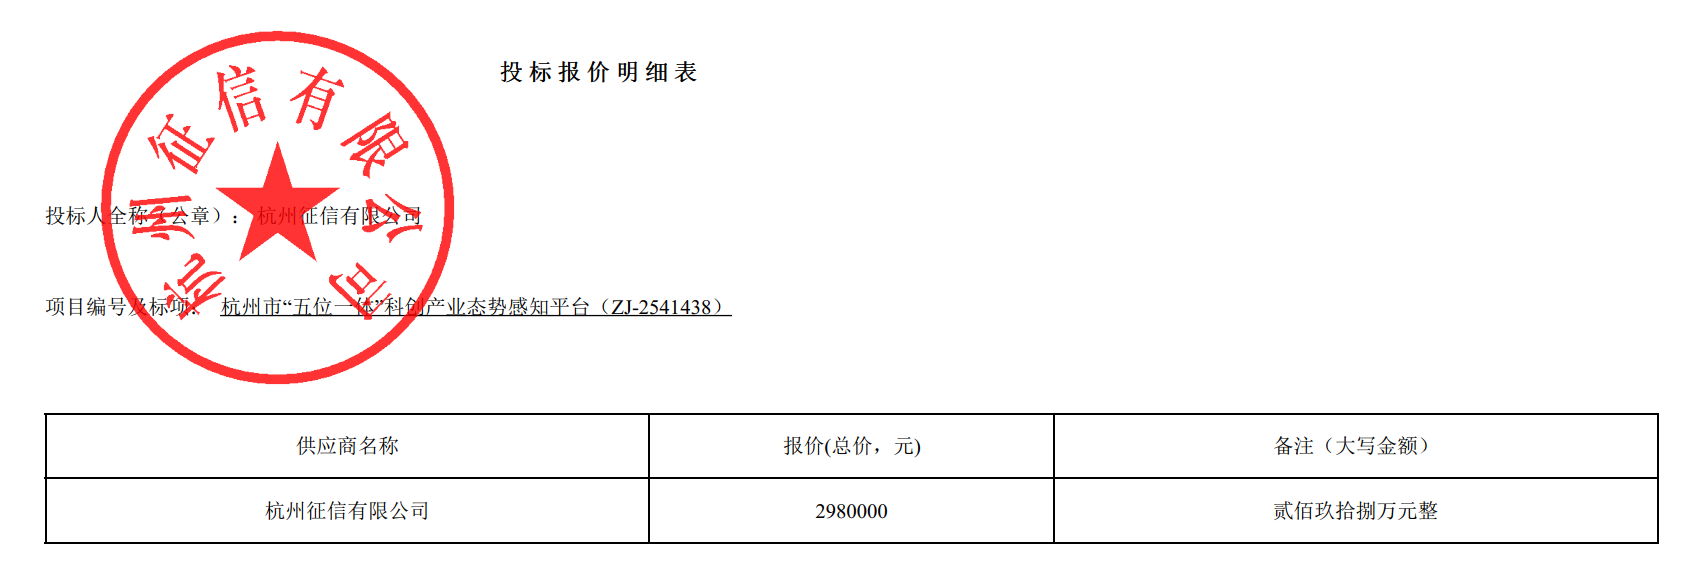 投标报价明细表
杭州征信有限公司
投标人全称（公章）： 杭州征信有限公司
项目编号及标项： 杭州市“五位一体”科创产业态势感知平台（ZJ-2541438）
供应商名称 报价(总价，元) 备注（大写金额）
杭州征信有限公司 2980000 贰佰玖拾捌万元整